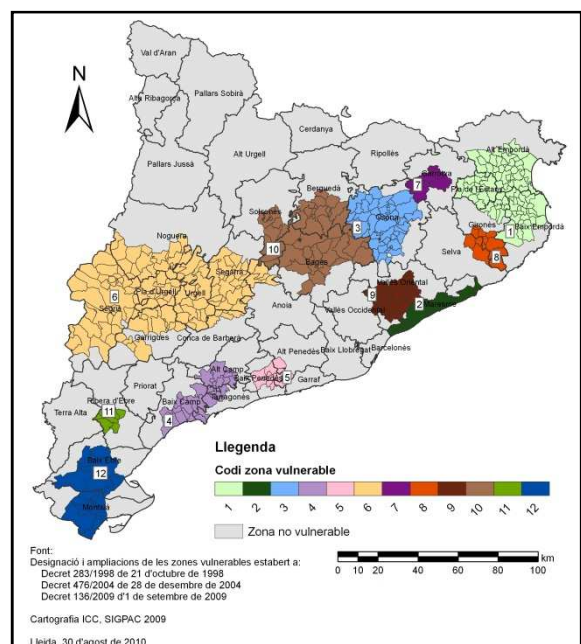 Val d'Aran
N
Pallars Sobirà
Alta Ribagorça
Cerdanya
Alt Empordà
Pallars Jussà
Alt Urgell
Ripollès
Garrotxa
7
Pla de l'Estany
Berguedà
Solsonès
Osona
3
1
Gironès
Baix Empordà
Noguera
10
Selva
8
Segarra
Bages
6
Pla d'Urgell
Urgell
9
Vallès Oriental
Segrià
Anoia
2
Maresme
Vallès Occidental
Garrigues
Conca de Barberà
Alt Penedès
Baix Llobregat
Barcelonès
Alt Camp
Priorat
Baix Penedès
5
Garraf
Ribera d'Ebre
Baix Camp
Tarragonès
Terra Alta
11
4
Baix Ebre
12
Montsià
Llegenda
Codi zona vulnerable
1 2 3 4 5 6 7 8 9 10 11 12
Zona no vulnerable
Font:
Designació i ampliacions de les zones vulnerables establert a:
Decret 283/1998 de 21 d'octubre de 1998
Decret 476/2004 de 28 de desembre de 2004
Decret 136/2009 d'1 de setembre de 2009
km
0 10 20 40 60 80 100
Cartografia ICC, SIGPAC 2009
Lleida, 30 d'agost de 2010